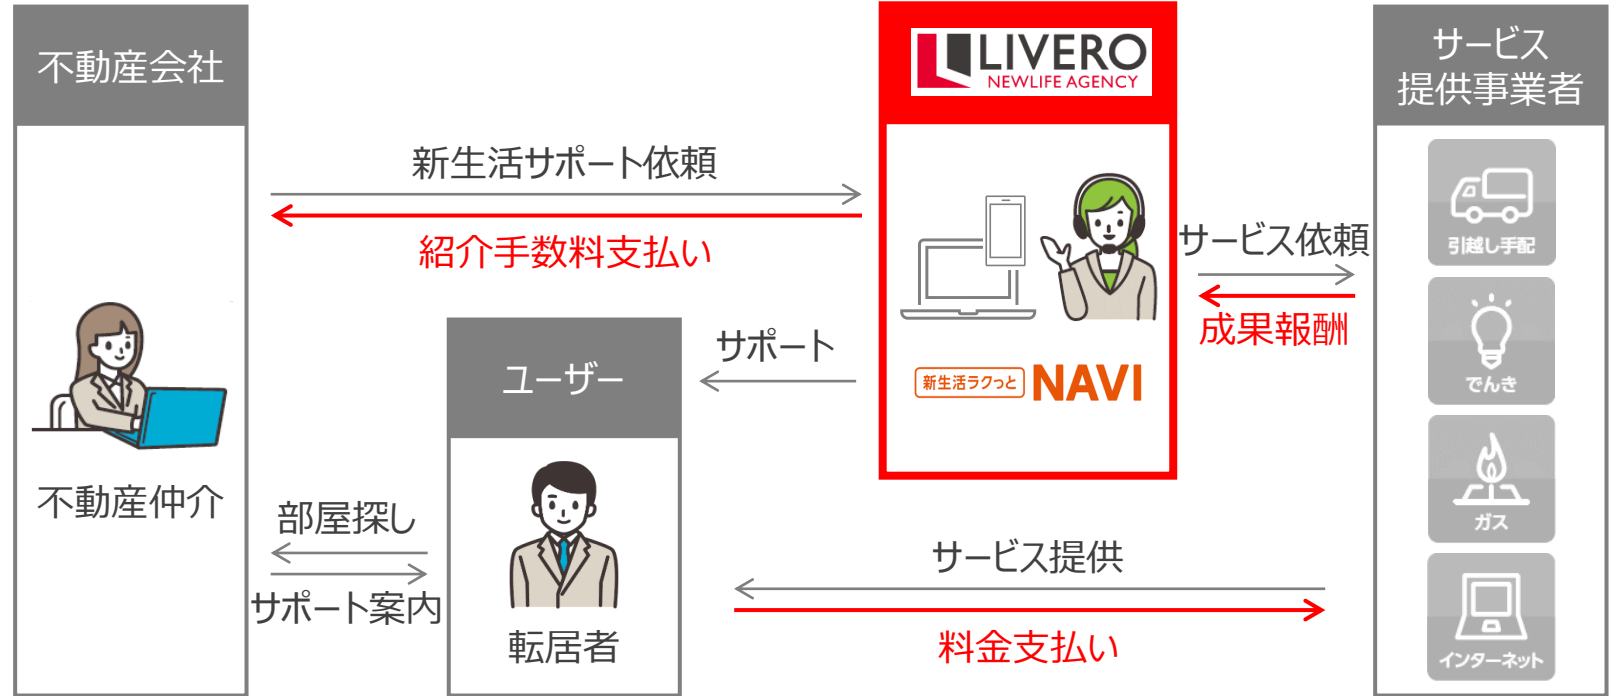 不動産会社
LIVERO
NEWLIFE AGENCY
サービス
提供事業者
新生活サポート依頼
紹介手数料支払い
サービス依頼
成果報酬
引越し手配
サポート
新生活ラクっと NAVI
でんき
ユーザー
不動産仲介
部屋探し
サポート案内
転居者
サービス提供
料金支払い
ガス
インターネット